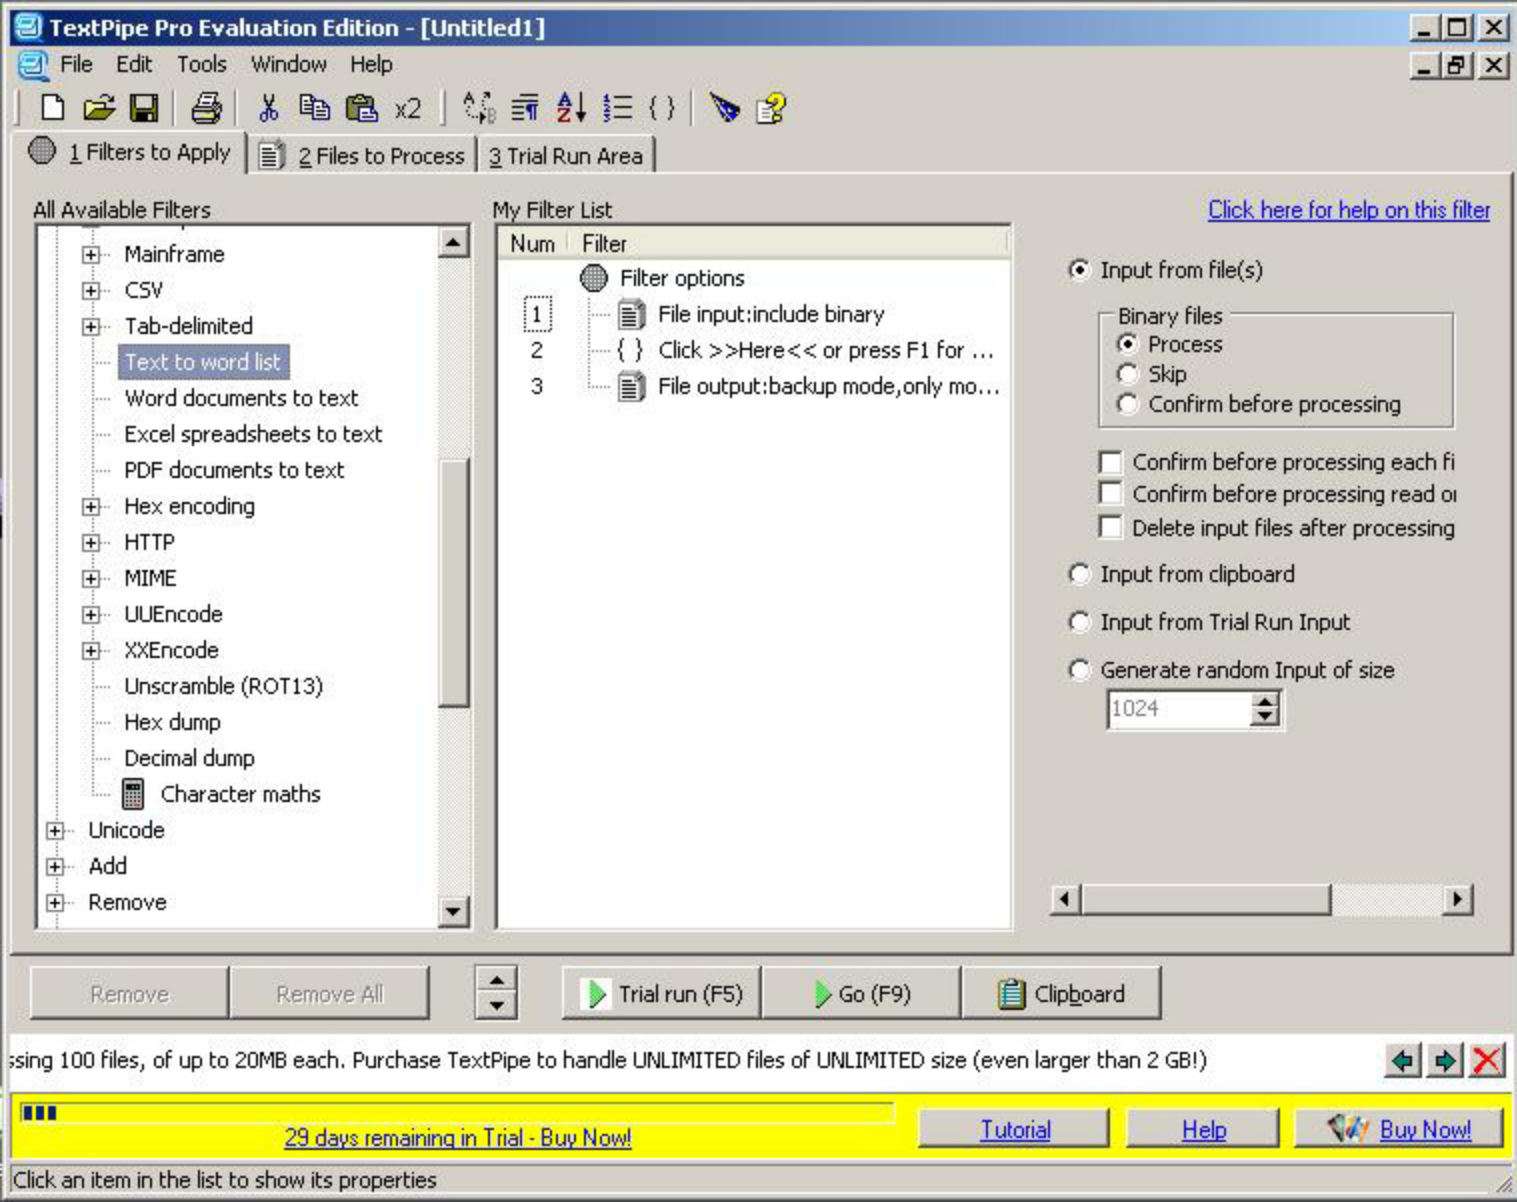 TextPipe Pro Evaluation Edition - [Untitled1]
File Edit Tools Window Help
x2
1 Filters to Apply
2 Files to Process
3 Trial Run Area
All Available Filters
Mainframe
CSV
Tab-delimited
Text to word list
Word documents to text
Excel spreadsheets to text
PDF documents to text
Hex encoding
HTTP
MIME
UUEncode
XXEncode
Unscramble (ROT13)
Hex dump
Decimal dump
Character maths
Unicode
Add
Remove
My Filter List
Num Filter
Filter options
1 File input:include binary
2 { } Click >>Here<< or press F1 for ...
3 File output:backup mode,only mo...
Click here for help on this filter
Input from file(s)
Binary files
Process
Skip
Confirm before processing
Confirm before processing each fi
Confirm before processing read o
Delete input files after processing
Input from clipboard
Input from Trial Run Input
Generate random Input of size
1024
Remove
Remove All
Trial run (F5)
Go (F9)
Clipboard
ssing 100 files, of up to 20MB each. Purchase TextPipe to handle UNLIMITED files of UNLIMITED size (even larger than 2 GB!)
29 days remaining in Trial - Buy Now!
Tutorial
Help
Buy Now!
Click an item in the list to show its properties